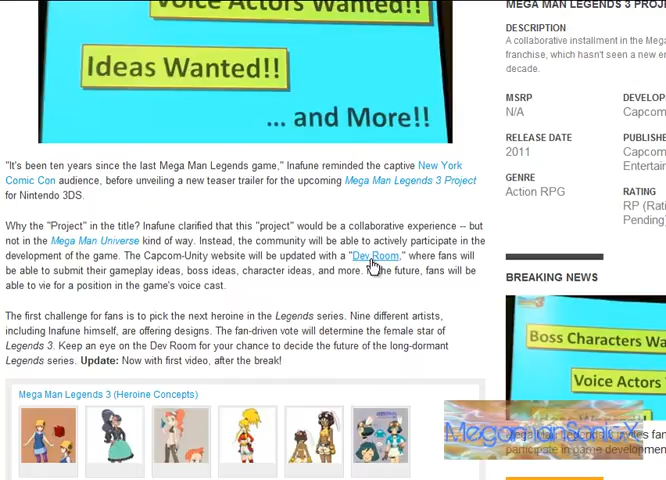 Voice Actors Wanted!!
Ideas Wanted!!
... and More!!
"It's been ten years since the last Mega Man Legends game," Inafune reminded the captive New York
Comic Con audience, before unveiling a new teaser trailer for the upcoming Mega Man Legends 3 Project
for Nintendo 3DS.
Why the "Project" in the title? Inafune clarified that this "project" would be a collaborative experience -- but
not in the Mega Man Universe kind of way. Instead, the community will be able to actively participate in the
development of the game. The Capcom-Unity website will be updated with a "Dev Room," where fans will
be able to submit their gameplay ideas, boss ideas, character ideas, and more. In the future, fans will be
able to vie for a position in the game's voice cast.
The first challenge for fans is to pick the next heroine in the Legends series. Nine different artists,
including Inafune himself, are offering designs. The fan-driven vote will determine the female star of
Legends 3. Keep an eye on the Dev Room for your chance to decide the future of the long-dormant
Legends series. Update: Now with first video, after the break!
Mega Man Legends 3 (Heroine Concepts)
MEGA MAN LEGENDS 3 PROJ
DESCRIPTION
A collaborative installment in the Mega
franchise, which hasn't seen a new en
decade.
MSRP
N/A
DEVELOP
Capcom
RELEASE DATE
2011
PUBLISHE
Capcom
Entertain
GENRE
Action RPG
RATING
RP (Rati
Pending)
BREAKING NEWS
Boss Characters Wa
Voice Actors
MegamanSonicX
participate in game developmen